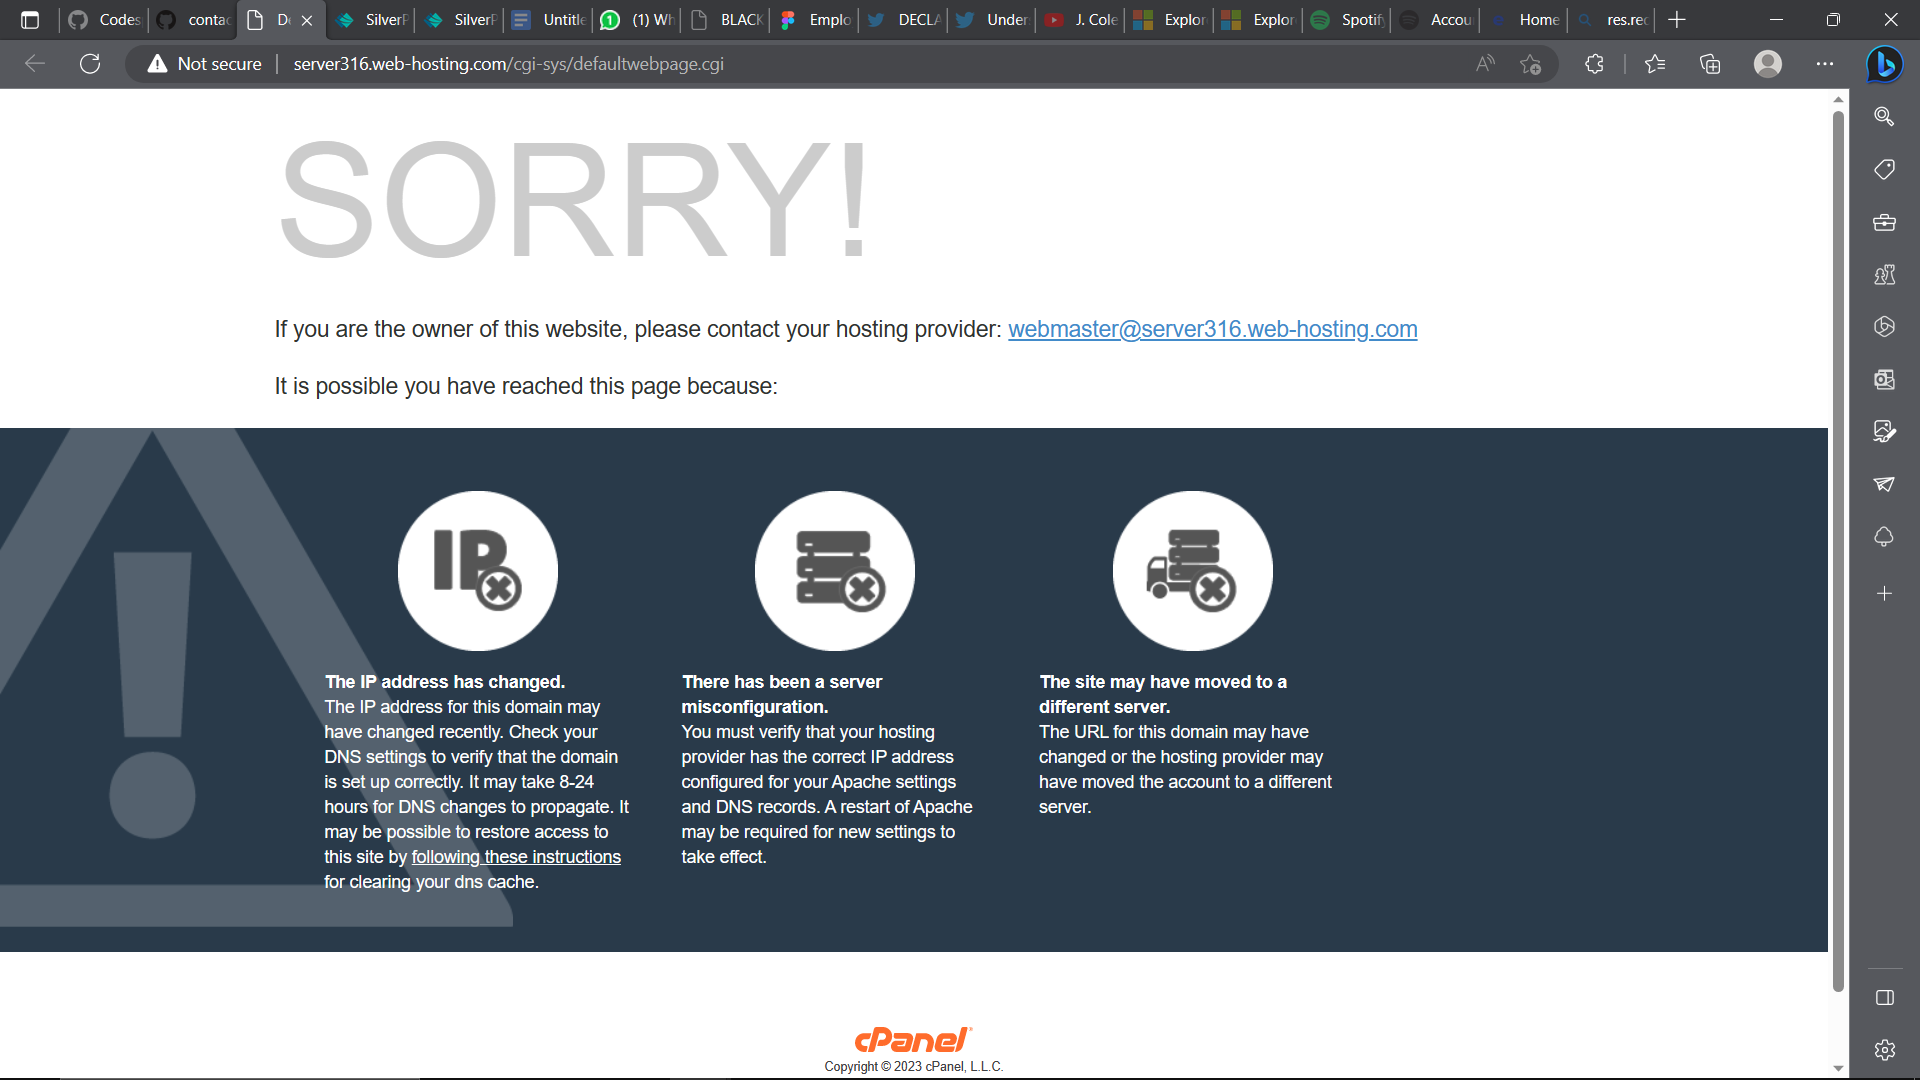 Codes
contac
De
SilverP
SilverP
Untitle
(1) Wh
BLACK
Emplo
DECLA
Under
J. Cole
Explor
Explor
Spotify
Accou
Home
res.rec
Not secure
server316.web-hosting.com/cgi-sys/defaultwebpage.cgi
SORRY!
If you are the owner of this website, please contact your hosting provider: webmaster@server316.web-hosting.com
It is possible you have reached this page because:
IP
The IP address has changed.
The IP address for this domain may
have changed recently. Check your
DNS settings to verify that the domain
is set up correctly. It may take 8-24
hours for DNS changes to propagate. It
may be possible to restore access to
this site by following these instructions
for clearing your dns cache.
There has been a server
misconfiguration.
You must verify that your hosting
provider has the correct IP address
configured for your Apache settings
and DNS records. A restart of Apache
may be required for new settings to
take effect.
The site may have moved to a
different server.
The URL for this domain may have
changed or the hosting provider may
have moved the account to a different
server.
cPanel
Copyright © 2023 cPanel, L.L.C.